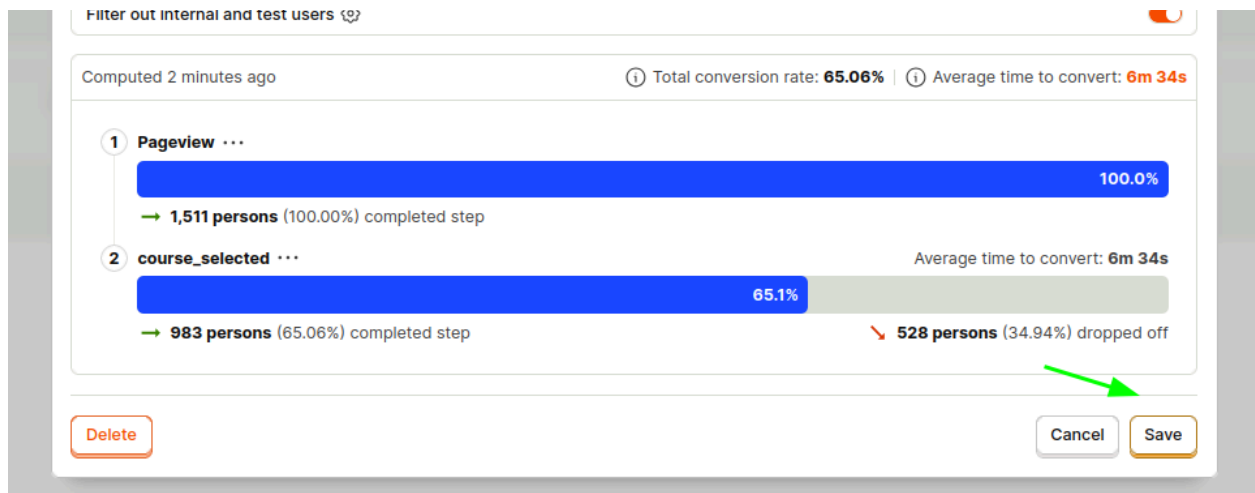 Filter out internal and test users
Computed 2 minutes ago
Total conversion rate: 65.06% | Average time to convert: 6m 34s
1 Pageview ···
100.0%
→ 1,511 persons (100.00%) completed step
2 course_selected ···
Average time to convert: 6m 34s
65.1%
→ 983 persons (65.06%) completed step
528 persons (34.94%) dropped off
Delete
Cancel
Save